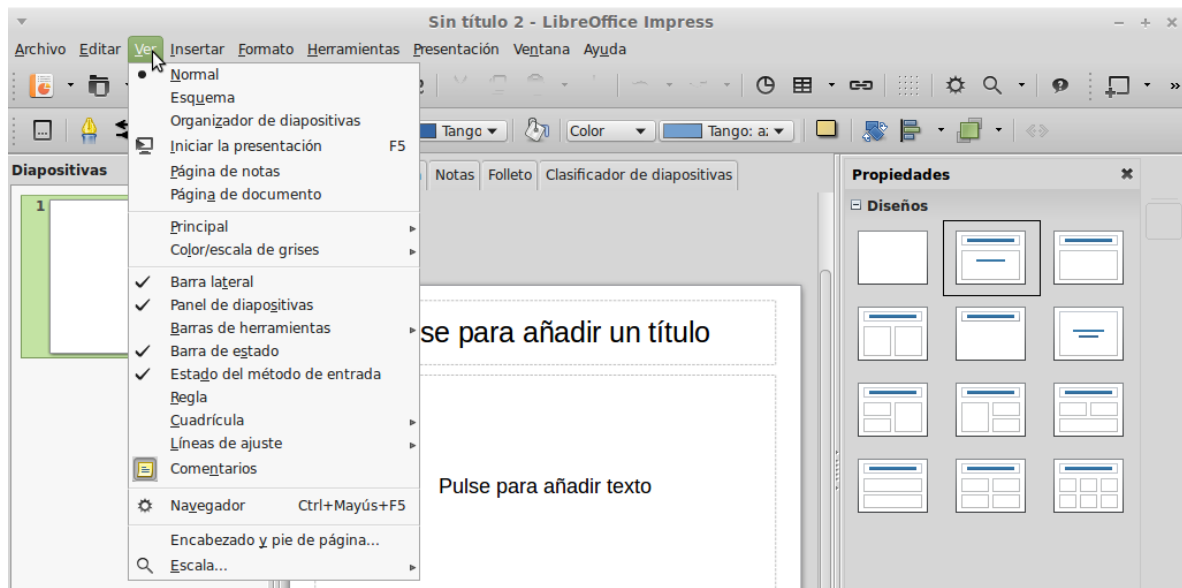 Sin título 2 - LibreOffice Impress
Archivo Editar Ver Insertar Formato Herramientas Presentación Ventana Ayuda
Normal
Esquema
Organizador de diapositivas
Iniciar la presentación F5
Página de notas
Página de documento
Principal
Color/escala de grises
Barra lateral
Panel de diapositivas
Barras de herramientas
Barra de estado
Estado del método de entrada
Regla
Cuadrícula
Líneas de ajuste
Comentarios
Navegador Ctrl+Mayús+F5
Encabezado y pie de página...
Escala...
Tango Color Tango: a:
Diapositivas
1
Notas Folleto Clasificador de diapositivas
se para añadir un título
Pulse para añadir texto
Propiedades
Diseños